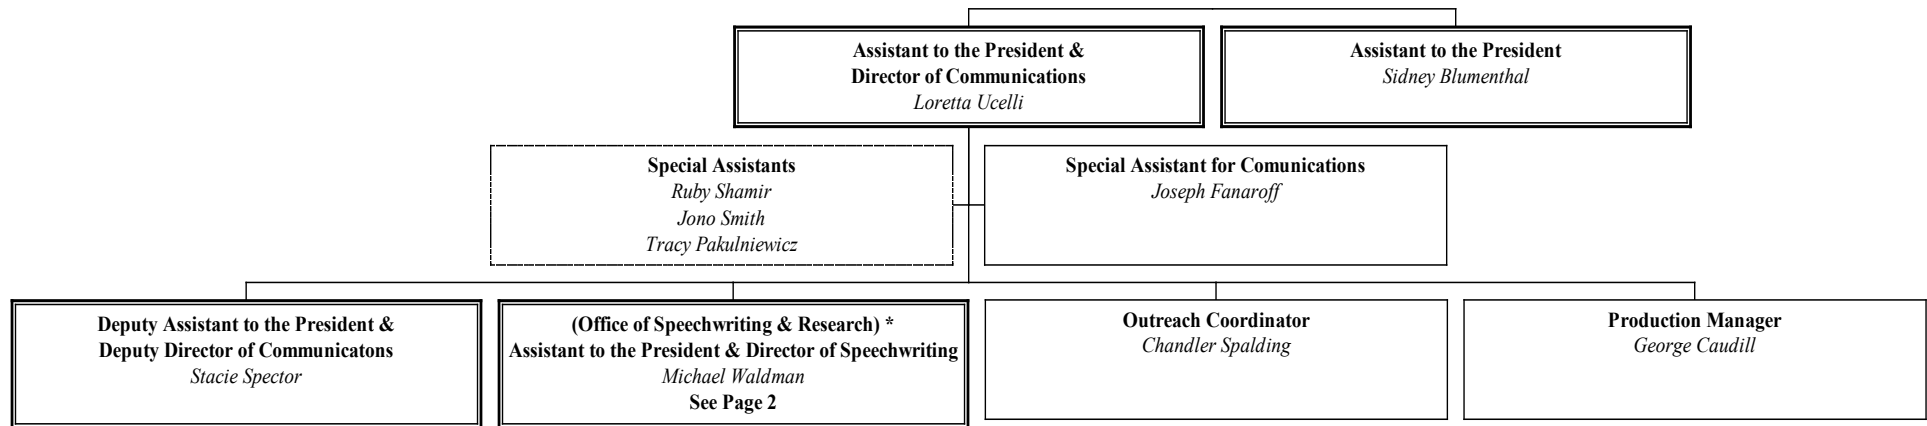 Assistant to the President &
Director of Communications
Loretta Ucelli
Assistant to the President
Sidney Blumenthal
Special Assistants
Ruby Shamir
Jono Smith
Tracy Pakulniewicz
Special Assistant for Comunications
Joseph Fanaroff
Deputy Assistant to the President &
Deputy Director of Communicatons
Stacie Spector
(Office of Speechwriting & Research) *
Assistant to the President & Director of Speechwriting
Michael Waldman
See Page 2
Outreach Coordinator
Chandler Spalding
Production Manager
George Caudill